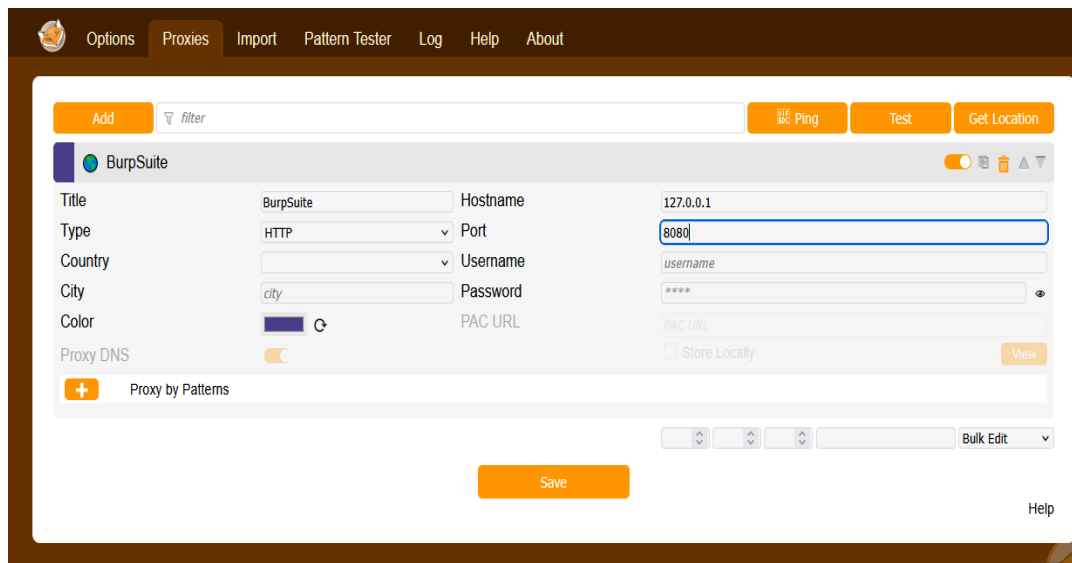 Options Proxies Import Pattern Tester Log Help About
Add filter Ping Test Get Location
BurpSuite
Title BurpSuite Hostname 127.0.0.1
Type HTTP Port 8080
Country Username username
City city Password ****
Color PAC URL PAC URL
Proxy DNS Store Locally View
+ Proxy by Patterns
Bulk Edit
Save
Help